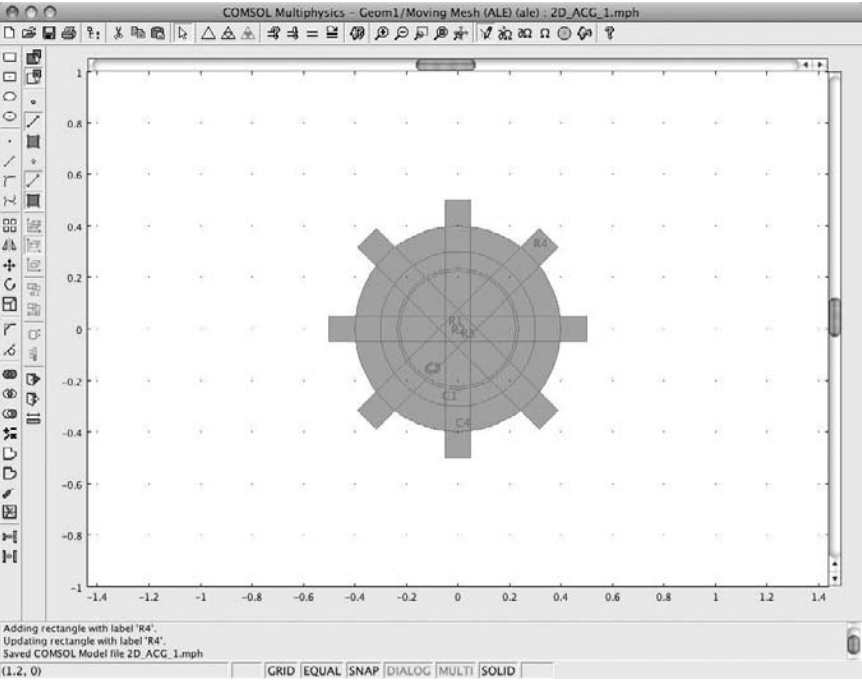 COMSOL Multiphysics – Geom1/Moving Mesh (ALE) (ale) : 2D_ACG_1.mph
1
0.8
0.6
0.4
R4
0.2
R1
0
R3
-0.2
C1
C4
-0.4
-0.6
-0.8
-1
-1.4 -1.2 -1 -0.8 -0.6 -0.4 -0.2 0 0.2 0.4 0.6 0.8 1 1.2 1.4
Adding rectangle with label 'R4'.
Updating rectangle with label 'R4'.
Saved COMSOL Model file 2D_ACG_1.mph
(1.2, 0) GRID EQUAL SNAP DIALOG MULTI SOLID